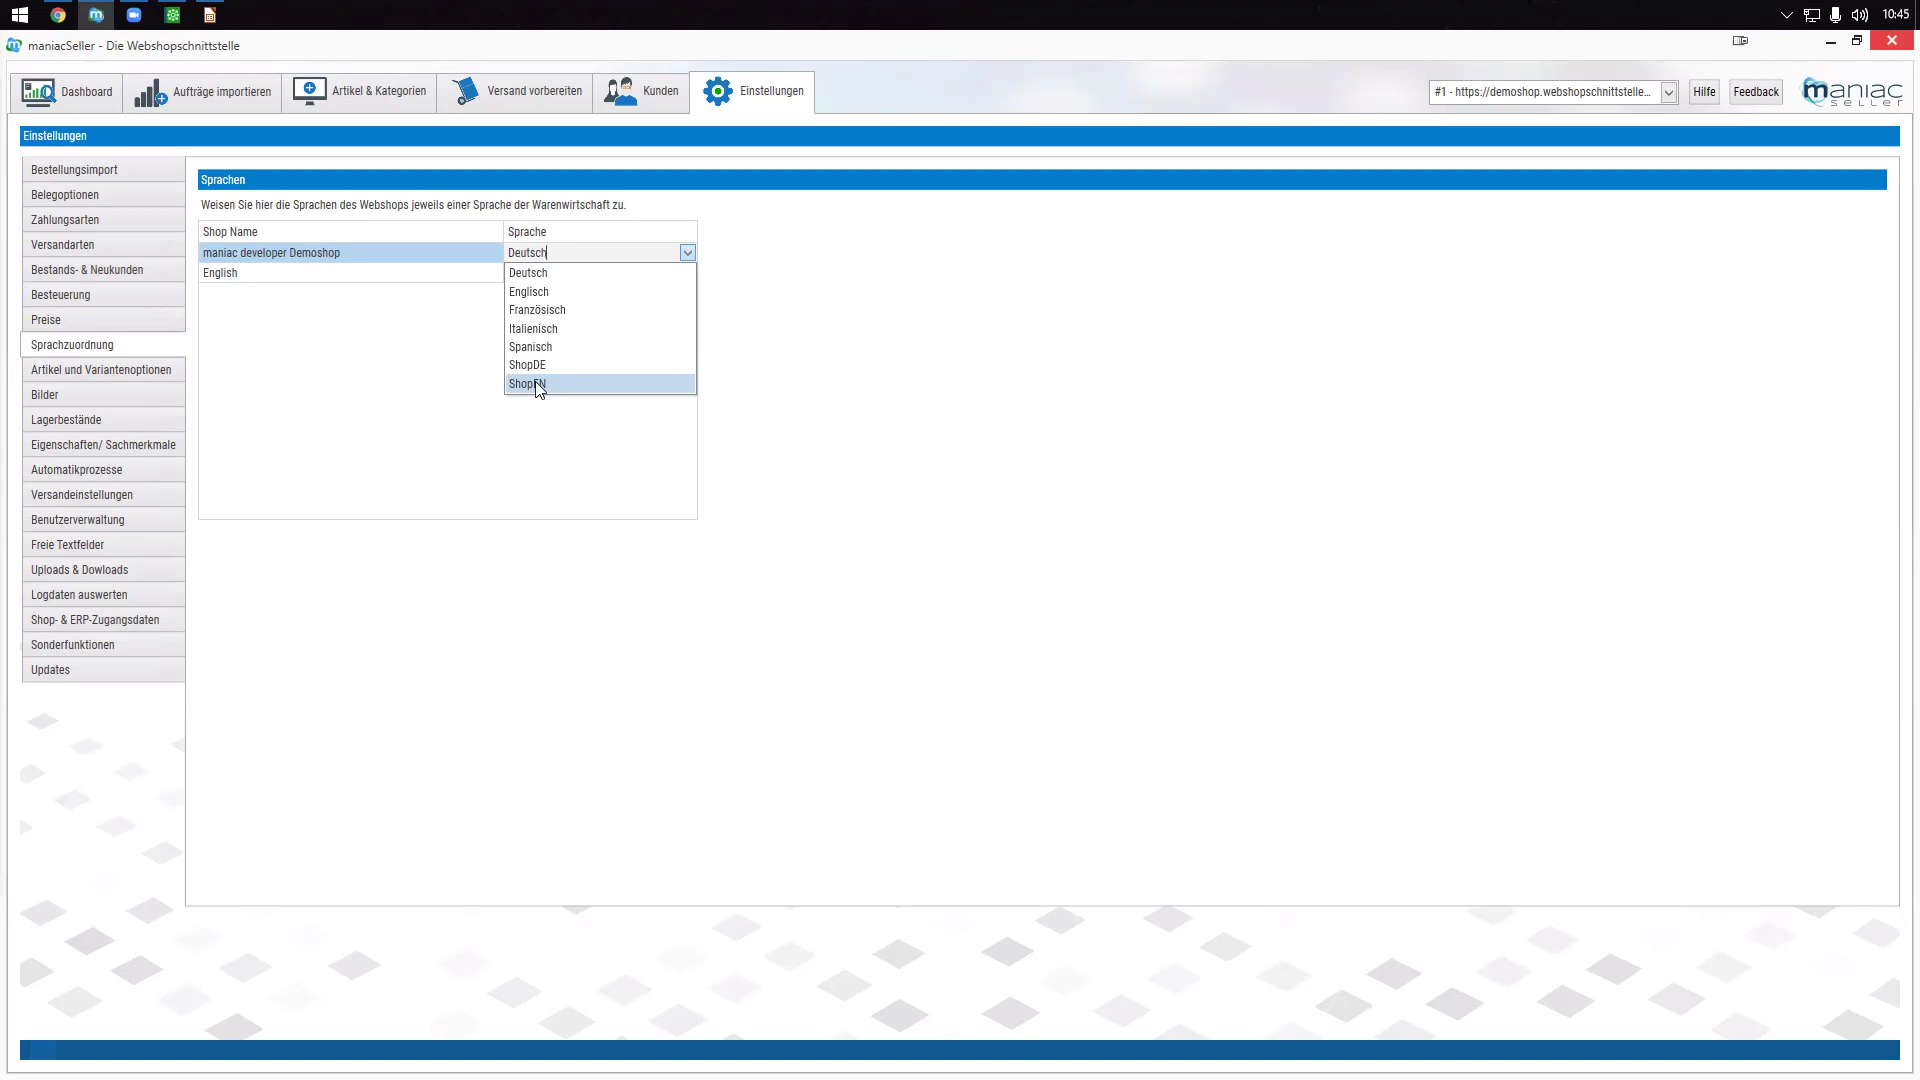 10:45
maniacSeller - Die Webshopschnittstelle
Dashboard
Aufträge importieren
Artikel & Kategorien
Versand vorbereiten
Kunden
Einstellungen
#1 - https://demoshop.webshopschnittstelle...
Hilfe
Feedback
maniac
seller
Einstellungen
Bestellungsimport
Belegoptionen
Zahlungsarten
Versandarten
Bestands- & Neukunden
Besteuerung
Preise
Sprachzuordnung
Artikel und Variantenoptionen
Bilder
Lagerbestände
Eigenschaften/ Sachmerkmale
Automatikprozesse
Versandeinstellungen
Benutzerverwaltung
Freie Textfelder
Uploads & Dowloads
Logdaten auswerten
Shop- & ERP-Zugangsdaten
Sonderfunktionen
Updates
Sprachen
Weisen Sie hier die Sprachen des Webshops jeweils einer Sprache der Warenwirtschaft zu.
Shop Name Sprache
maniac developer Demoshop Deutsch
English
Deutsch
Englisch
Französisch
Italienisch
Spanisch
ShopDE
ShopEN